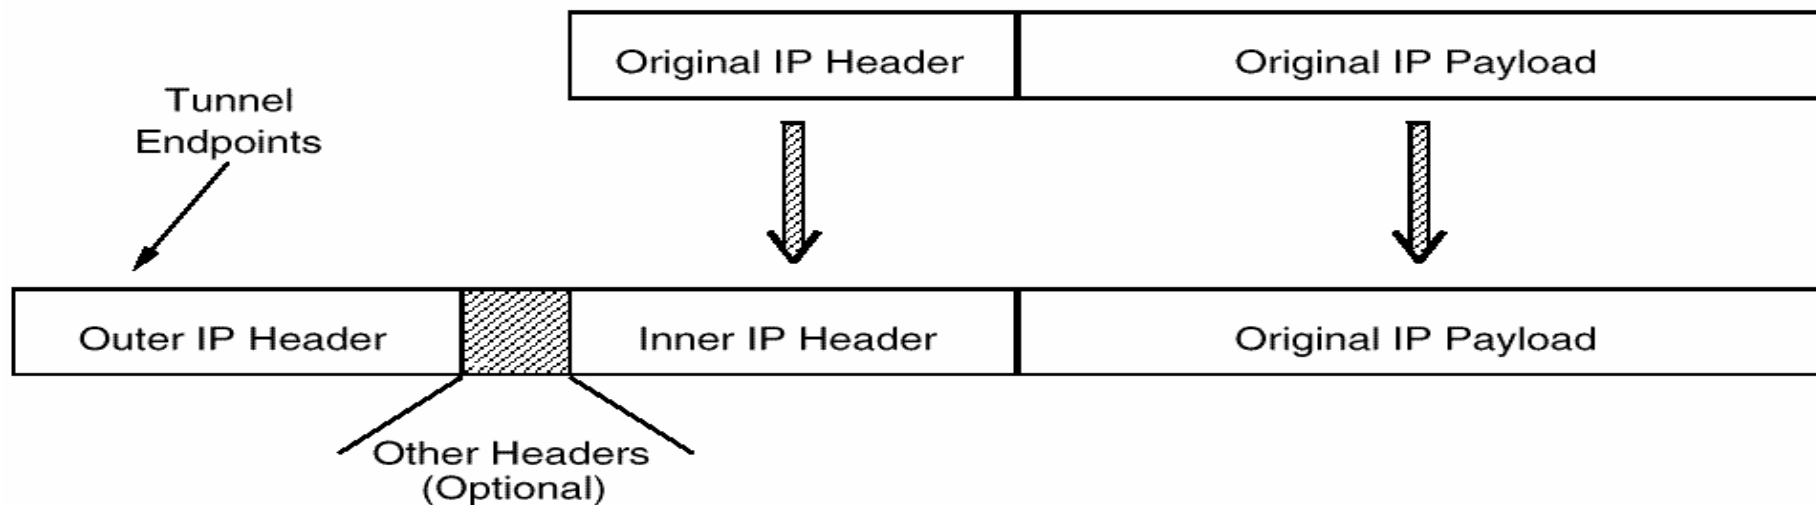 Original IP Header
Original IP Payload
Tunnel
Endpoints
Outer IP Header
Inner IP Header
Original IP Payload
Other Headers
(Optional)